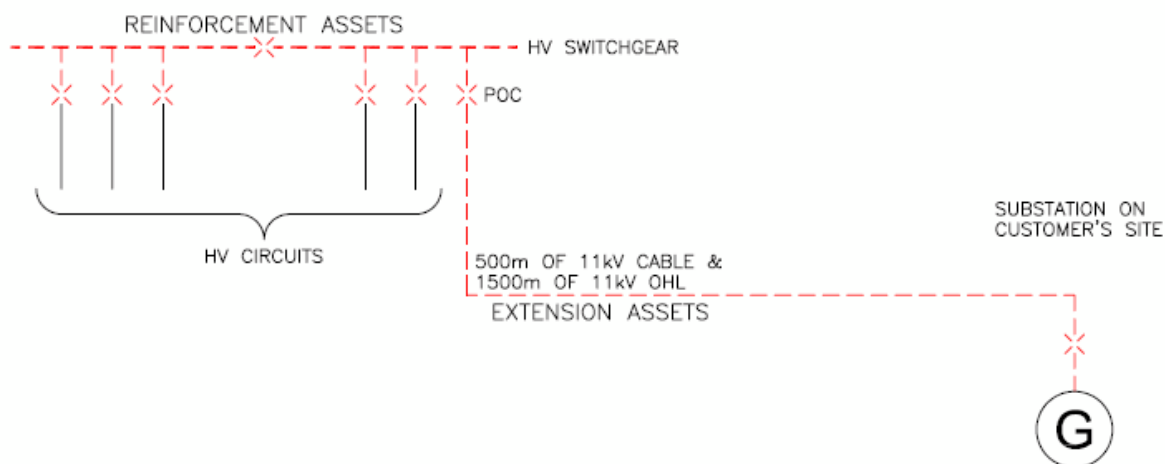 REINFORCEMENT ASSETS
HV SWITCHGEAR
POC
HV CIRCUITS
SUBSTATION ON
CUSTOMER'S SITE
500m OF 11kV CABLE &
1500m OF 11kV OHL
EXTENSION ASSETS
G